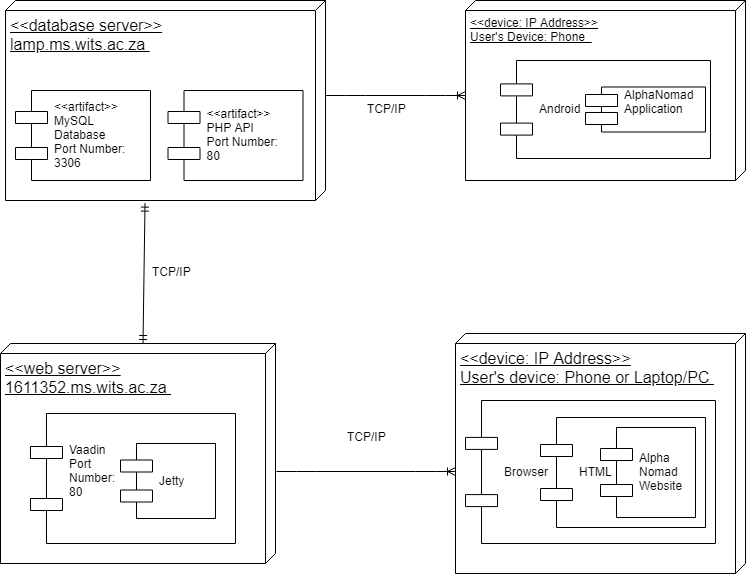 <<database server>>
lamp.ms.wits.ac.za
<<artifact>>
MySQL
Database
Port Number:
3306
<<artifact>>
PHP API
Port Number:
80
TCP/IP
<<device: IP Address>>
User's Device: Phone
Android
AlphaNomad
Application
TCP/IP
<<web server>>
1611352.ms.wits.ac.za
Vaadin
Port
Number:
80
Jetty
TCP/IP
<<device: IP Address>>
User's device: Phone or Laptop/PC
Browser
HTML
Alpha
Nomad
Website